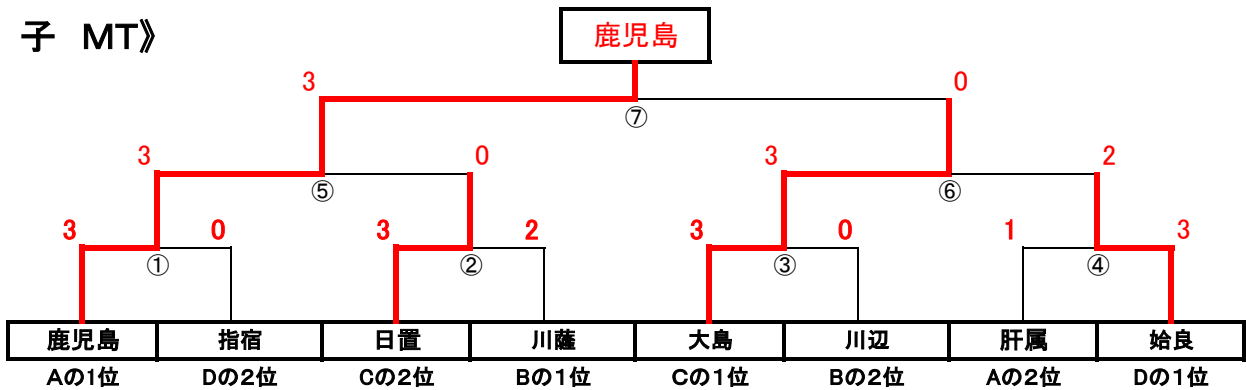 子 MT》
鹿児島
3 0
⑦
3 0 3 2
⑤ ⑥
3 0 3 2 3 0 1 3
① ② ③ ④
鹿児島 指宿 日置 川薩 大島 川辺 肝属 姶良
Aの1位 Dの2位 Cの2位 Bの1位 Cの1位 Bの2位 Aの2位 Dの1位